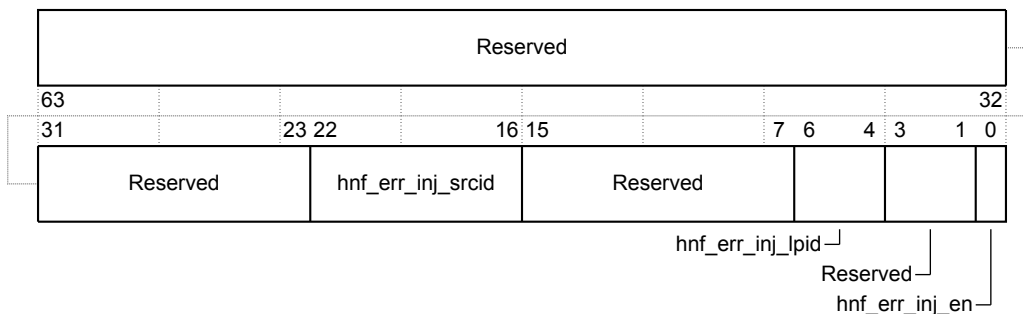 Reserved
63 32
31 23 22 16 15 7 6 4 3 1 0
Reserved hnf_err_inj_srcid Reserved
hnf_err_inj_lpid
Reserved
hnf_err_inj_en